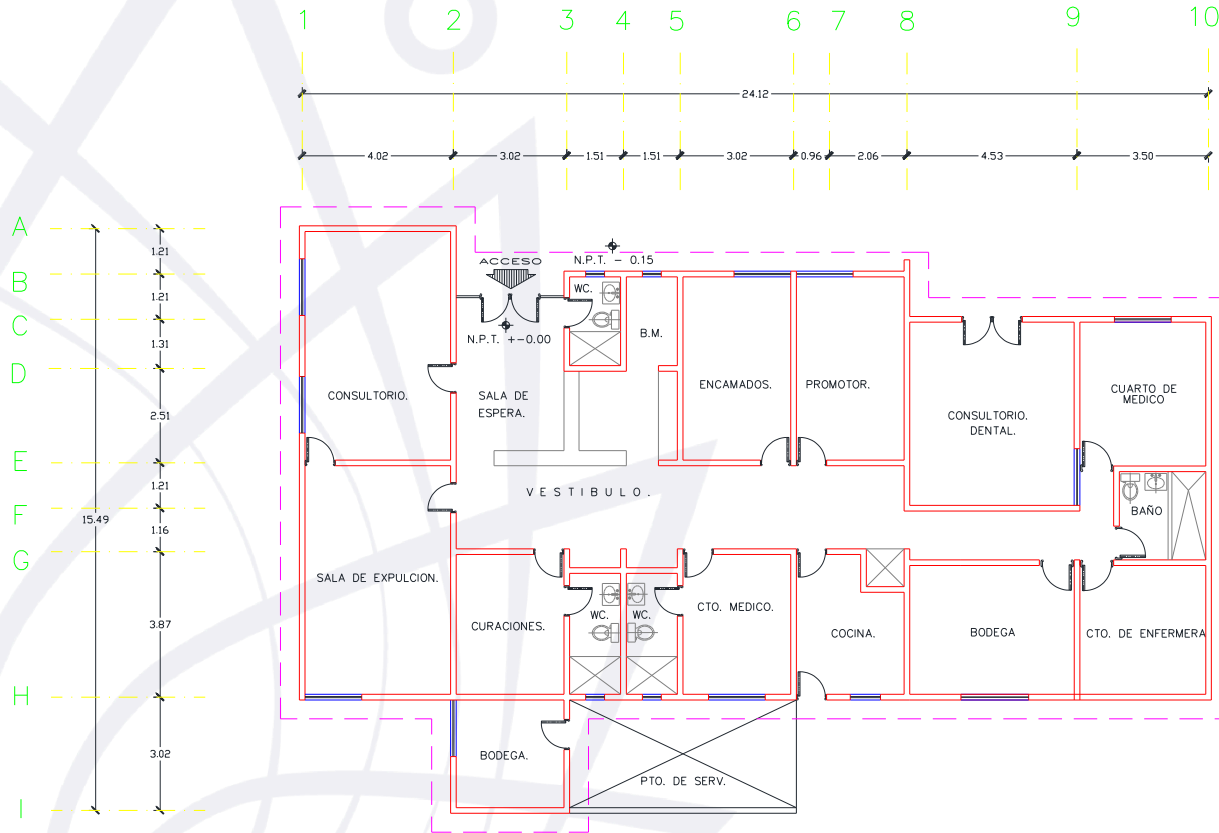 1 2 3 4 5 6 7 8 9 10
24.12
4.02 3.02 1.51 1.51 3.02 0.96 2.06 4.53 3.50
A
B
C
D
E
F
G
H
I
15.49
1.21
1.21
1.31
2.51
1.21
1.16
3.87
3.02
ACCESO
N.P.T. - 0.15
WC.
N.P.T. +-0.00
B.M.
CONSULTORIO.
SALA DE
ESPERA.
ENCAMADOS.
PROMOTOR.
CONSULTORIO.
DENTAL.
CUARTO DE
MEDICO
VESTIBULO.
BAÑO
SALA DE EXPULCION.
CURACIONES.
WC.
WC.
CTO. MEDICO.
COCINA.
BODEGA
CTO. DE ENFERMERA
BODEGA.
PTO. DE SERV.